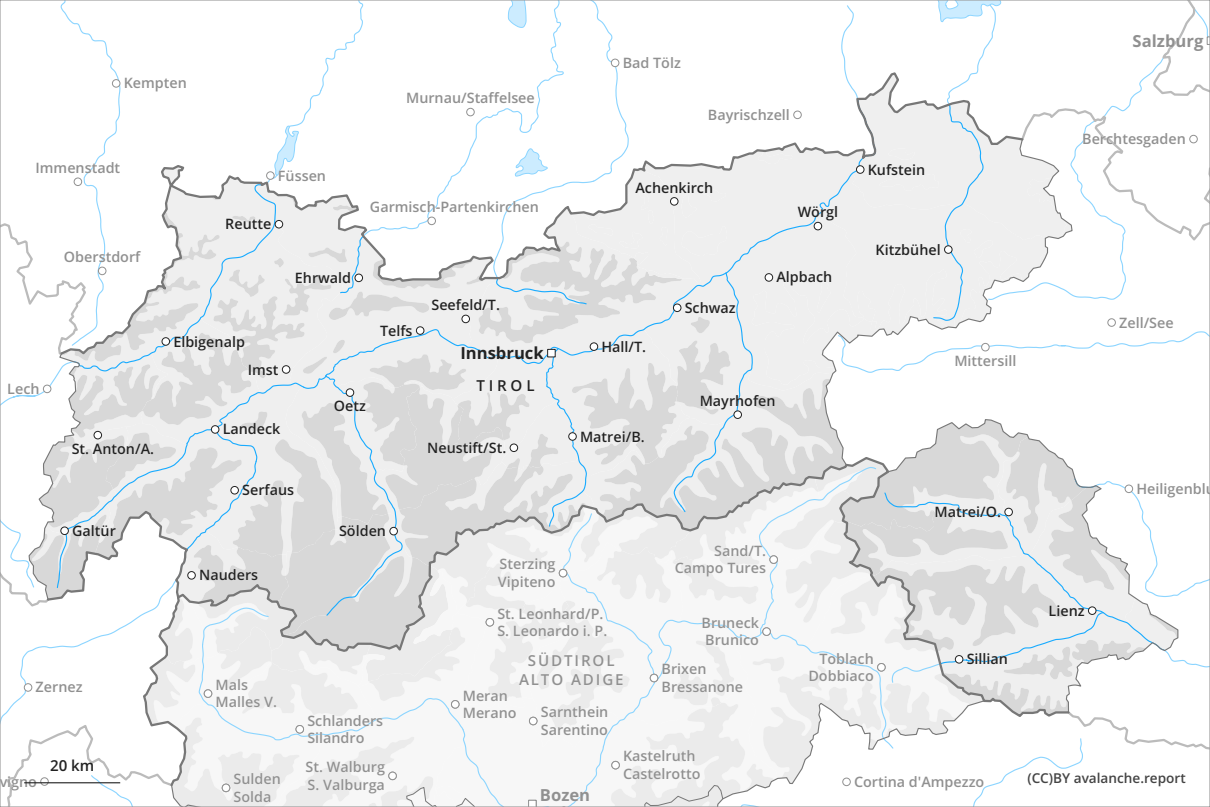 Salzburg
Bad Tölz
Kempten
Murnau/Staffelsee
Bayrischzell
Berchtesgaden
Immenstadt
Füssen
Kufstein
Achenkirch
Garmisch-Partenkirchen
Wörgl
Reutte
Kitzbühel
Oberstdorf
Ehrwald
Alpbach
Seefeld/T.
Schwaz
Zell/See
Telfs
Elbigenalp
Hall/T.
Innsbruck
Mittersill
Imst
TIROL
Lech
Oetz
Mayrhofen
Landeck
Matrei/B.
St. Anton/A.
Neustift/St.
Serfaus
Heiligenblu
Matrei/O.
Galtür
Sölden
Sand/T.
Campo Tures
Sterzing
Vipiteno
Nauders
Lienz
St. Leonhard/P.
S. Leonardo i. P.
Bruneck
Brunico
SÜDTIROL
ALTO ADIGE
Sillian
Toblach
Dobbiaco
Brixen
Bressanone
Zernez
Mals
Malles V.
Meran
Merano
Sarnthein
Sarentino
Schlanders
Silandro
Kastelruth
Castelrotto
20 km
St. Walburg
S. Valburga
vigno
Sulden
Solda
Cortina d'Ampezzo
(CC)BY avalanche.report
Bozen